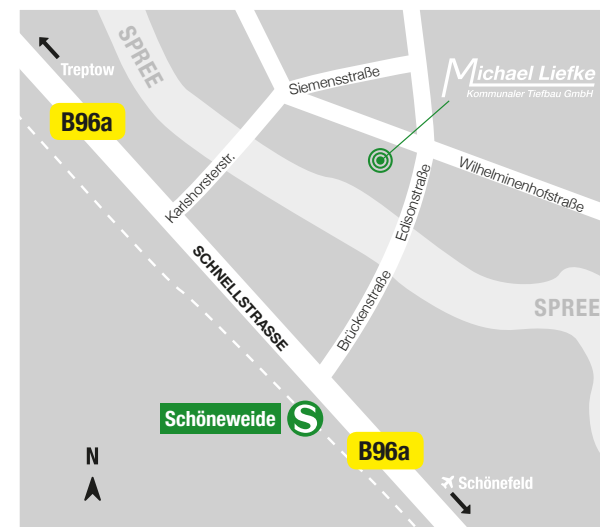 SPREE
Treptow
B96a
Siemensstraße
Michael Liefke
Kommunaler Tiefbau GmbH
Karlshorsterstr.
Wilhelminenhofstraße
Edisonstraße
SCHNELLSTRASSE
Brückenstraße
SPREE
Schöneweide S
B96a
N
Schönefeld